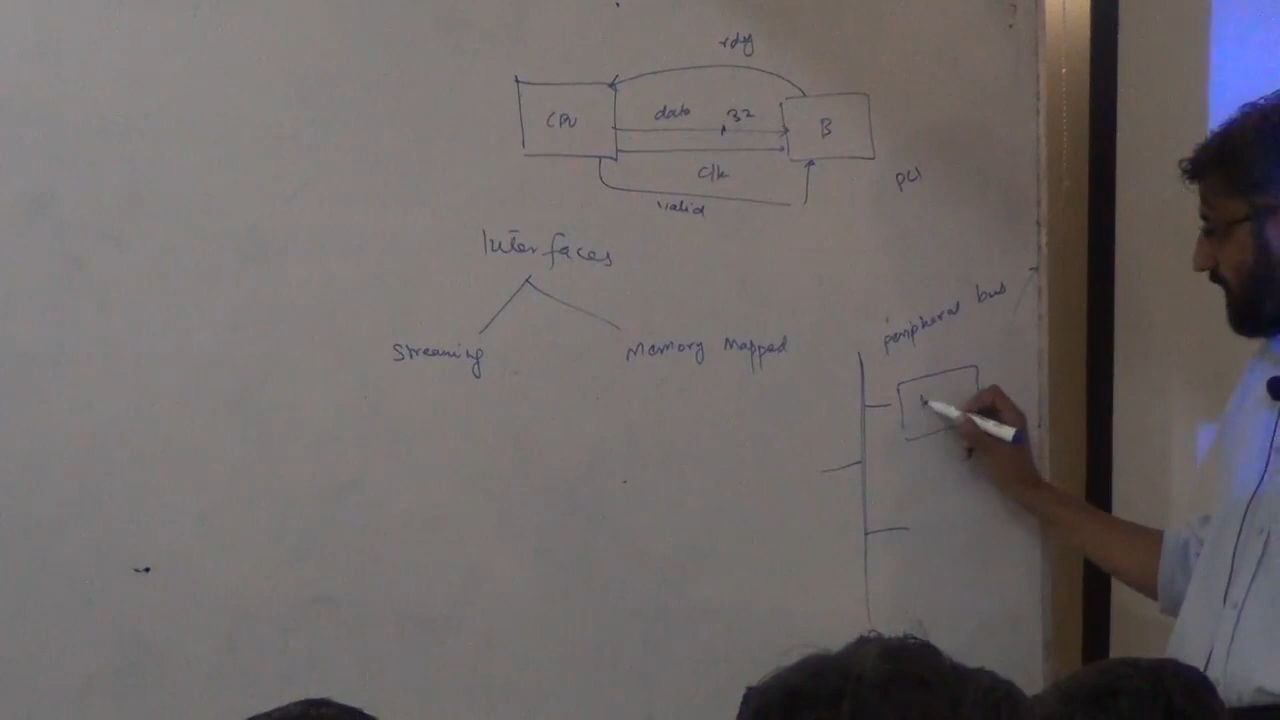 rdy
CPU
data 32
B
clk
valid
PCI
Interfaces
Streaming
Memory Mapped
peripheral bus